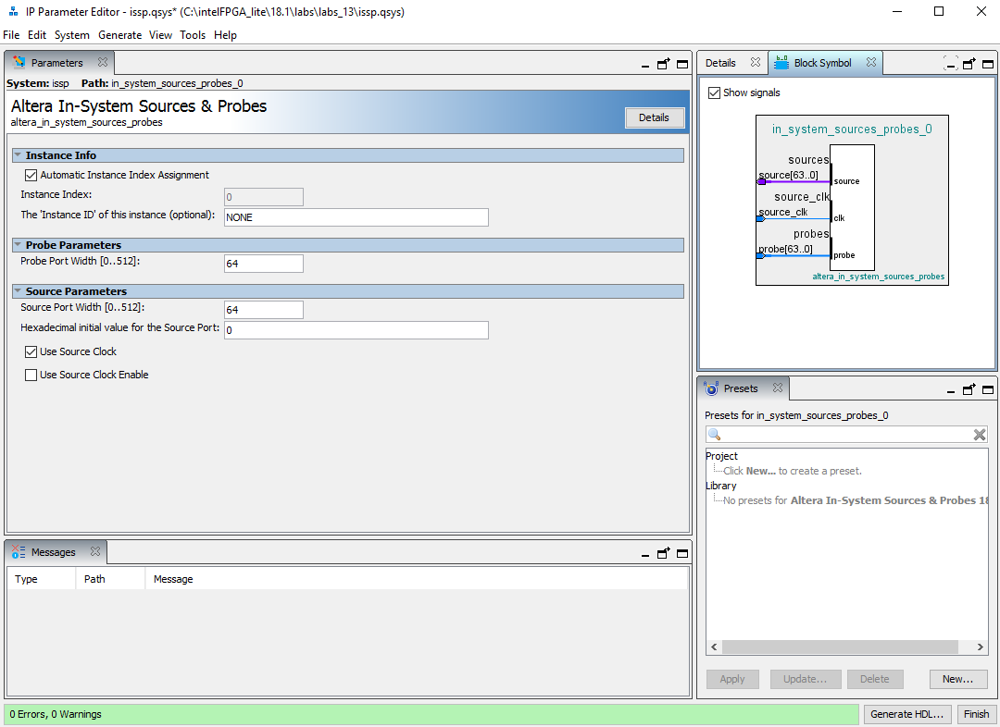 IP Parameter Editor - issp.qsys* (C:\intelFPGA_lite\18.1\labs\labs_13\issp.qsys)
File Edit System Generate View Tools Help
Parameters
System: issp Path: in_system_sources_probes_0
Altera In-System Sources & Probes
altera_in_system_sources_probes
Details
Instance Info
Automatic Instance Index Assignment
Instance Index: 0
The 'Instance ID' of this instance (optional): NONE
Probe Parameters
Probe Port Width [0..512]: 64
Source Parameters
Source Port Width [0..512]: 64
Hexadecimal initial value for the Source Port: 0
Use Source Clock
Use Source Clock Enable
Messages
Type Path Message
0 Errors, 0 Warnings
Details Block Symbol
Show signals
in_system_sources_probes_0
sources
source[63..0]
source
source_clk
source_clk
clk
probes
probe[63..0]
probe
altera_in_system_sources_probes
Presets
Presets for in_system_sources_probes_0
Project
Click New... to create a preset.
Library
No presets for Altera In-System Sources & Probes 18
Apply Update... Delete New...
Generate HDL... Finish